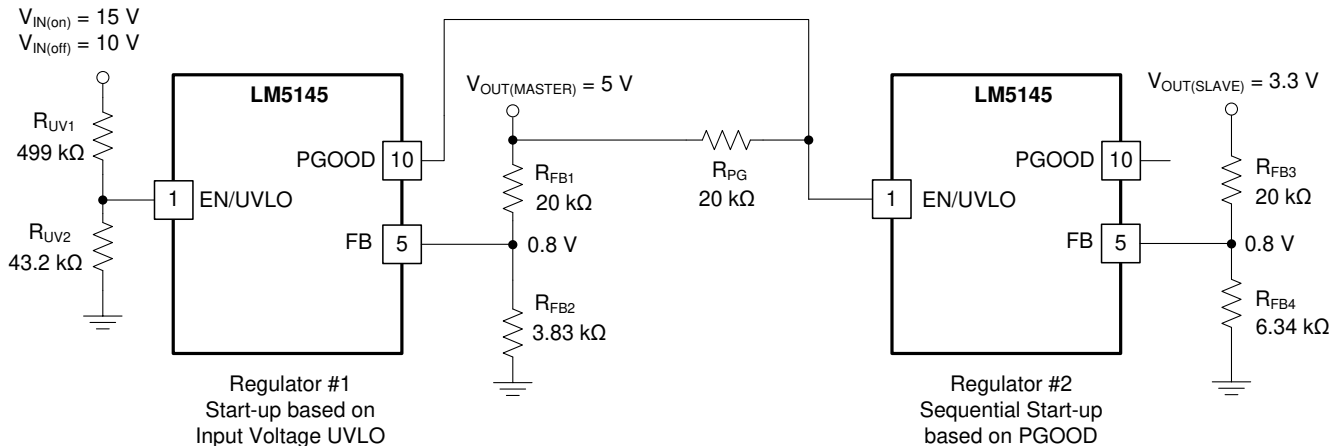 V_IN(on) = 15 V
V_IN(off) = 10 V
R_UV1
499 kΩ
R_UV2
43.2 kΩ
LM5145
PGOOD
10
1
EN/UVLO
FB
5
Regulator #1
Start-up based on
Input Voltage UVLO
V_OUT(MASTER) = 5 V
R_FB1
20 kΩ
0.8 V
R_FB2
3.83 kΩ
R_PG
20 kΩ
LM5145
PGOOD
10
1
EN/UVLO
FB
5
Regulator #2
Sequential Start-up
based on PGOOD
V_OUT(SLAVE) = 3.3 V
R_FB3
20 kΩ
0.8 V
R_FB4
6.34 kΩ